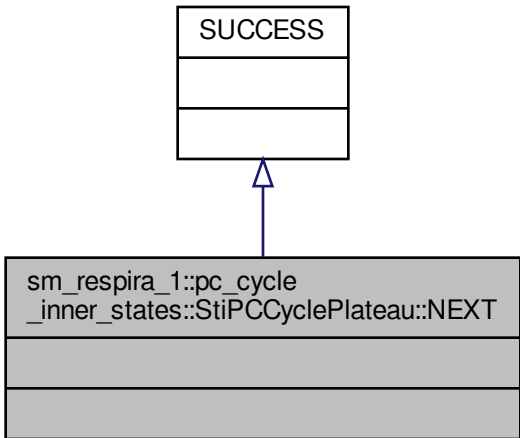 SUCCESS
sm_respira_1::pc_cycle
_inner_states::StiPCCyclePlateau::NEXT